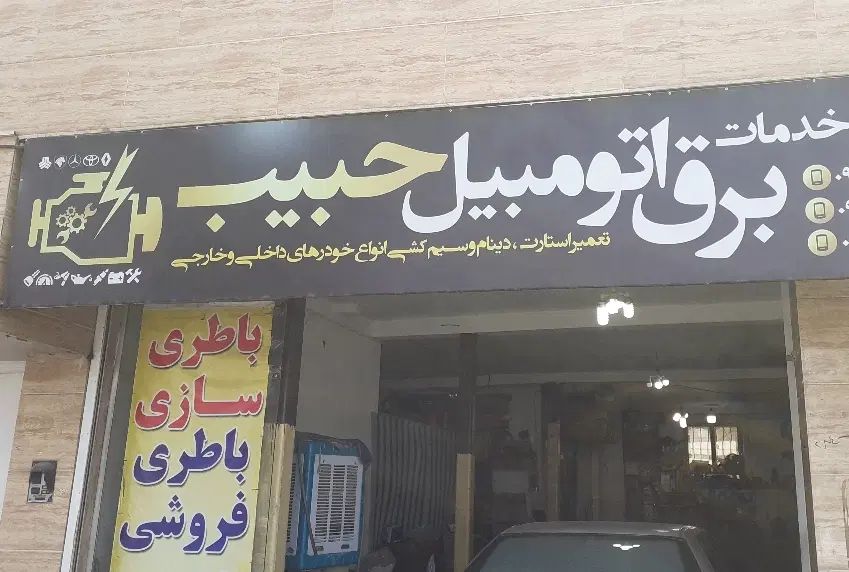 خدمات
برق اتومبیل حبیب
تعمیر استارت ، دینام و سیم کشی انواع خودرهای داخلی و خارجی
باطری
سازی
باطری
فروشی